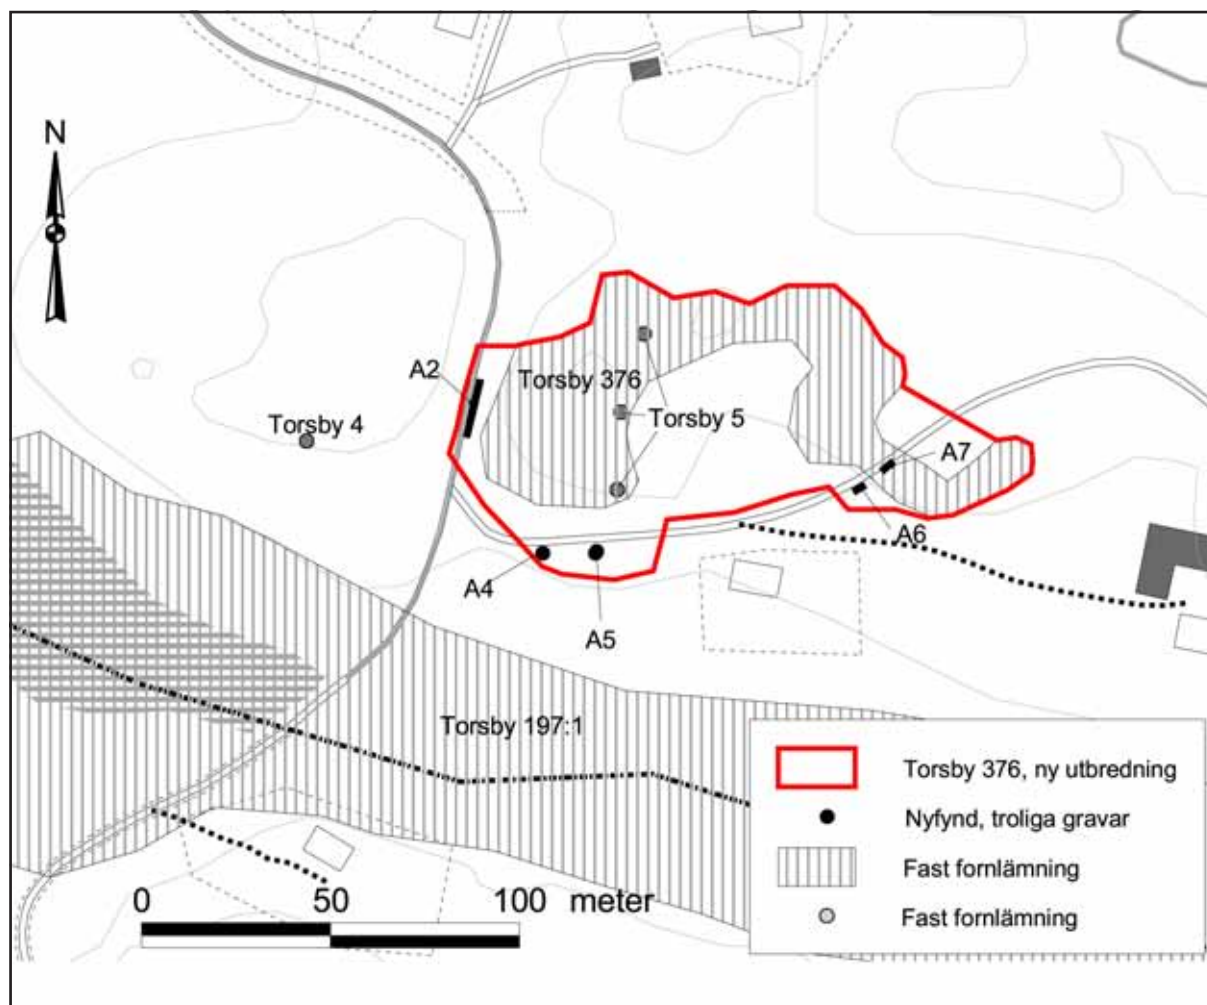 N
A2
Torsby 376
Torsby 4
Torsby 5
A7
A6
A4
A5
Torsby 197:1
Torsby 376, ny utbredning
Nyfynd, troliga gravar
Fast fornlämning
Fast fornlämning
0 50 100 meter